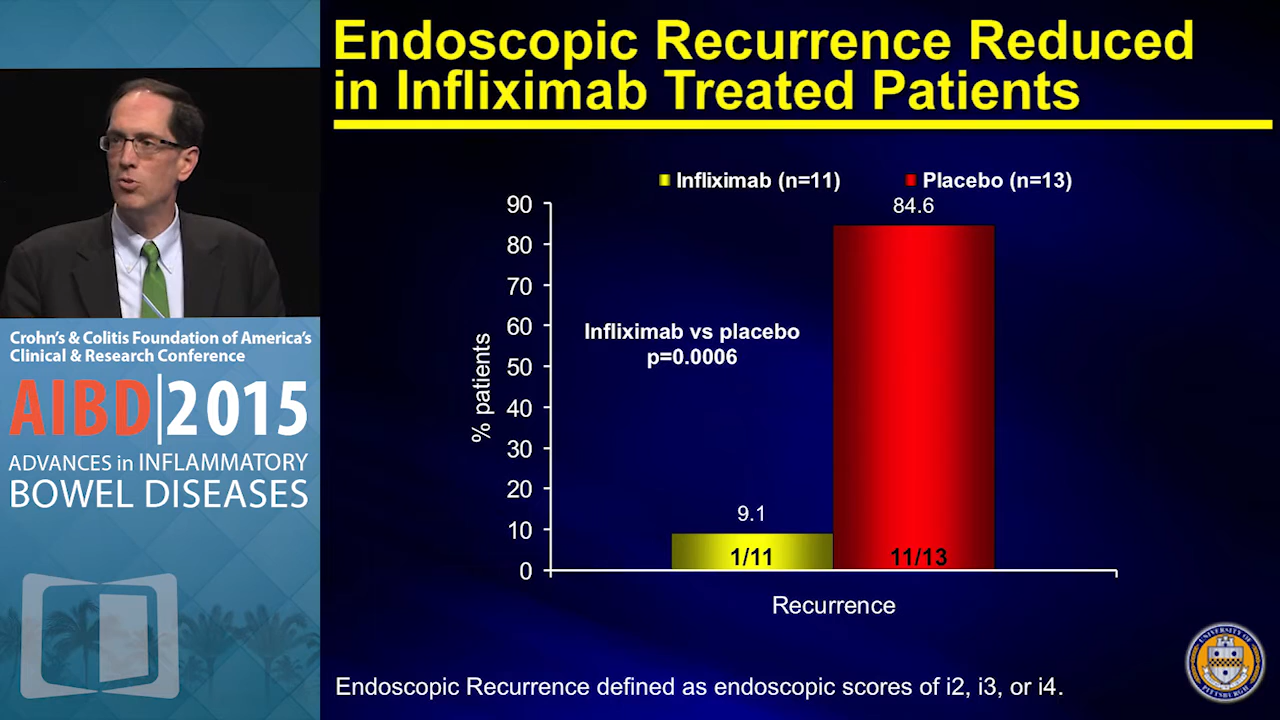 Endoscopic Recurrence Reduced
in Infliximab Treated Patients
Infliximab (n=11)
Placebo (n=13)
90
80
70
60
50
40
30
20
10
0
% patients
84.6
Infliximab vs placebo
p=0.0006
9.1
1/11
11/13
Recurrence
Endoscopic Recurrence defined as endoscopic scores of i2, i3, or i4.
Crohn's & Colitis Foundation of America's
Clinical & Research Conference
AIBD|2015
ADVANCES in INFLAMMATORY
BOWEL DISEASES
UNIVERSITY OF
PITTSBURGH